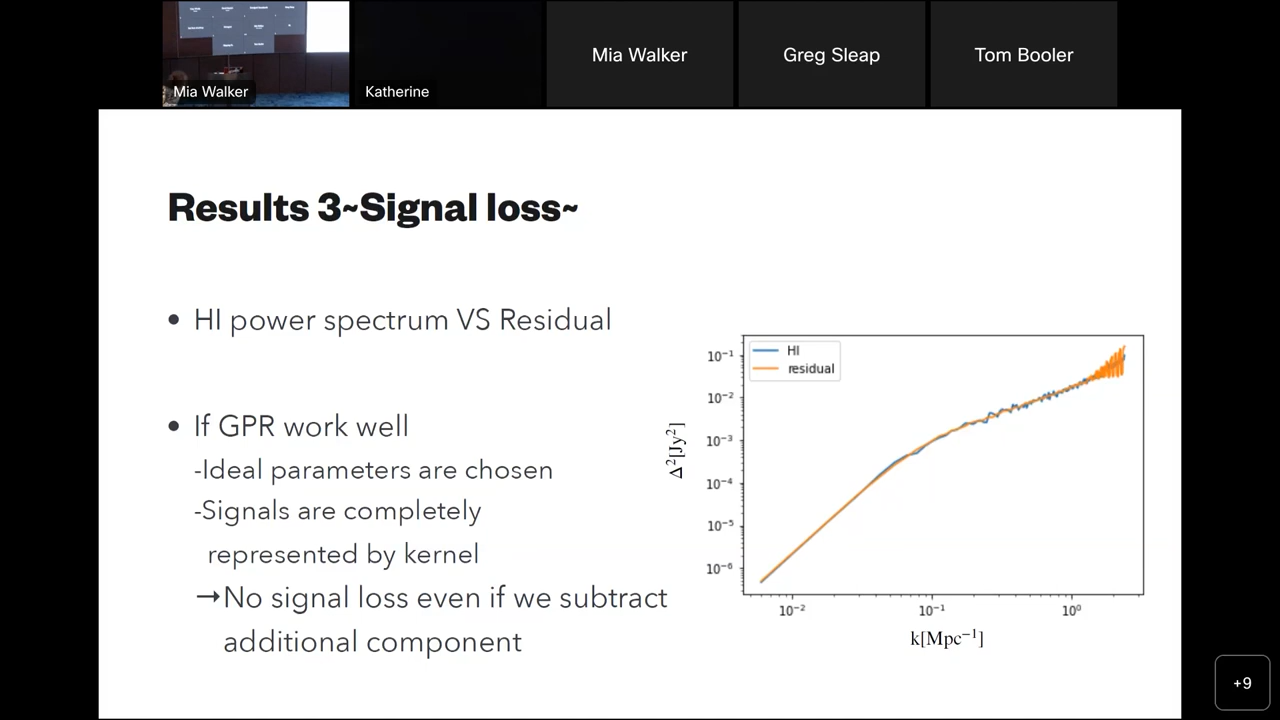 Mia Walker
Katherine
Mia Walker
Greg Sleap
Tom Booler
Results 3~Signal loss~
• HI power spectrum VS Residual
• If GPR work well
-Ideal parameters are chosen
-Signals are completely
represented by kernel
→No signal loss even if we subtract
additional component
HI
residual
10⁻¹
10⁻²
10⁻³
10⁻⁴
10⁻⁵
10⁻⁶
Δ²[Jy²]
10⁻² 10⁻¹ 10⁰
k[Mpc⁻¹]
+9